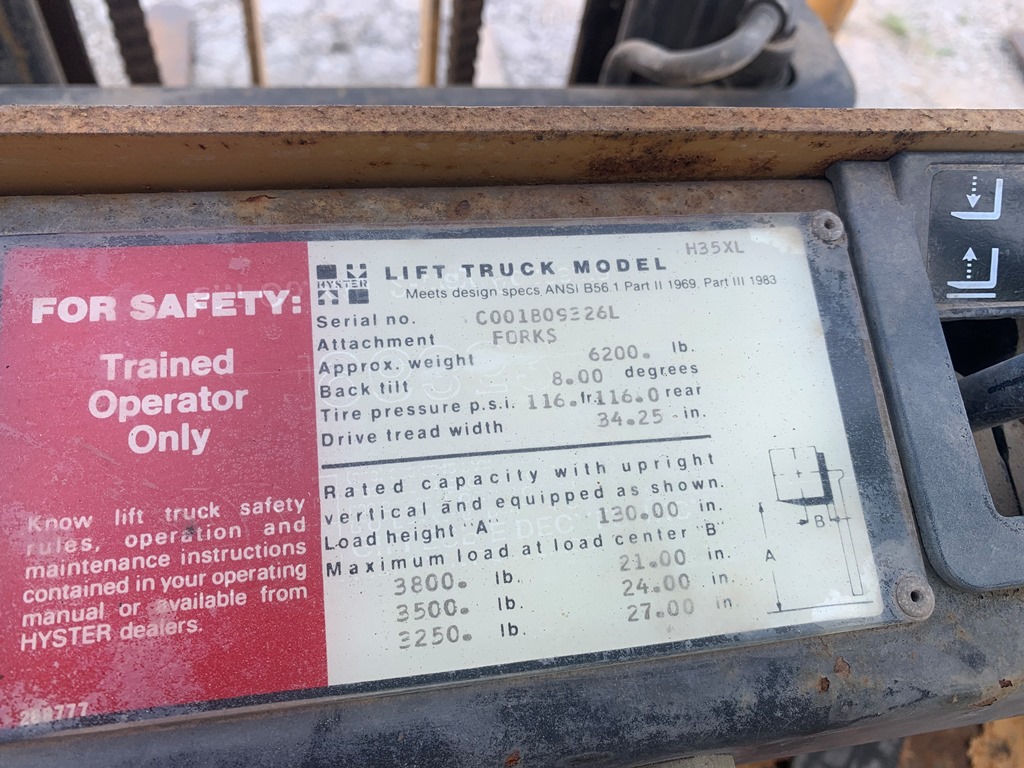 FOR SAFETY:
Trained
Operator
Only
Know lift truck safety
rules, operation and
maintenance instructions
contained in your operating
manual or available from
HYSTER dealers.
HYSTER
LIFT TRUCK MODEL H35XL
Meets design specs. ANSI B56.1 Part II 1969. Part III 1983
Serial no. C001B09326L
Attachment FORKS
Approx. weight 6200. lb.
Back tilt 8.00 degrees
Tire pressure p.s.i. 116.fr116.0 rear
Drive tread width 34.25 in.
Rated capacity with upright
vertical and equipped as shown.
Load height "A" 130.00 in.
Maximum load at load center "B"
3800. lb. 21.00 in.
3500. lb. 24.00 in.
3250. lb. 27.00 in.
B
A